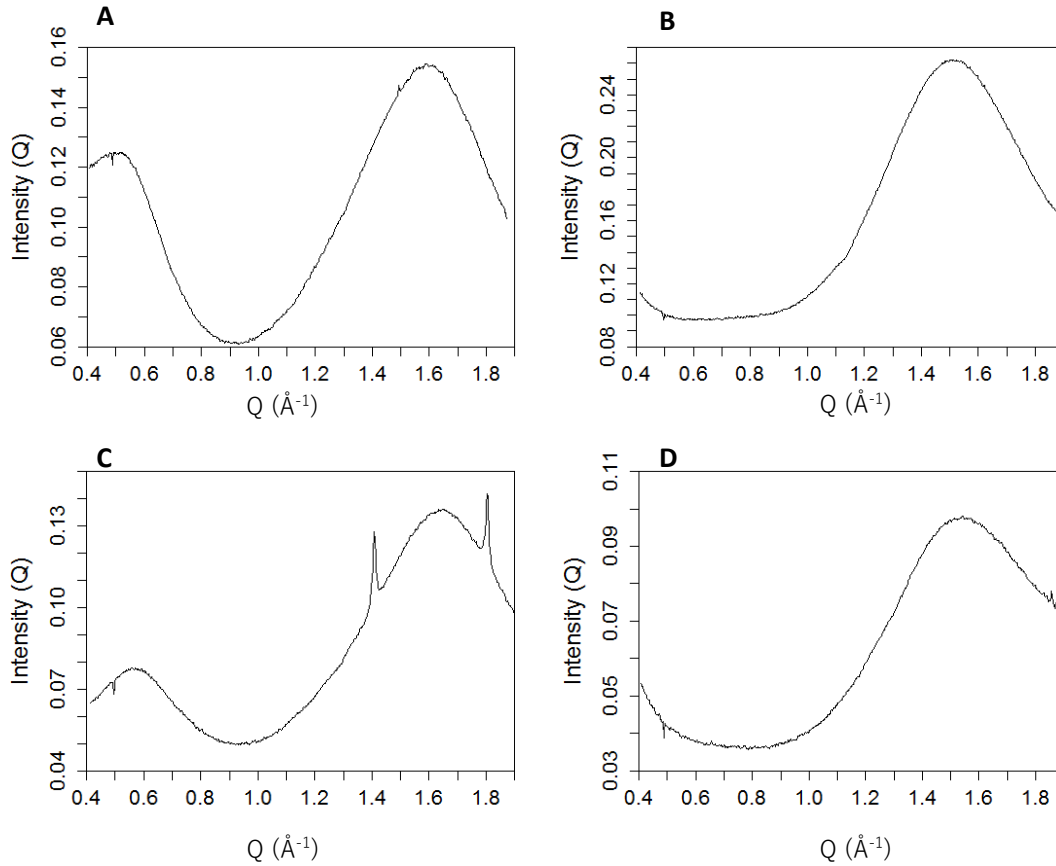 A
Intensity (Q)
0.06 0.08 0.10 0.12 0.14 0.16
0.4 0.6 0.8 1.0 1.2 1.4 1.6 1.8
Q (Å-1)
B
Intensity (Q)
0.08 0.12 0.16 0.20 0.24
0.4 0.6 0.8 1.0 1.2 1.4 1.6 1.8
Q (Å-1)
C
Intensity (Q)
0.04 0.07 0.10 0.13
0.4 0.6 0.8 1.0 1.2 1.4 1.6 1.8
Q (Å-1)
D
Intensity (Q)
0.03 0.05 0.07 0.09 0.11
0.4 0.6 0.8 1.0 1.2 1.4 1.6 1.8
Q (Å-1)